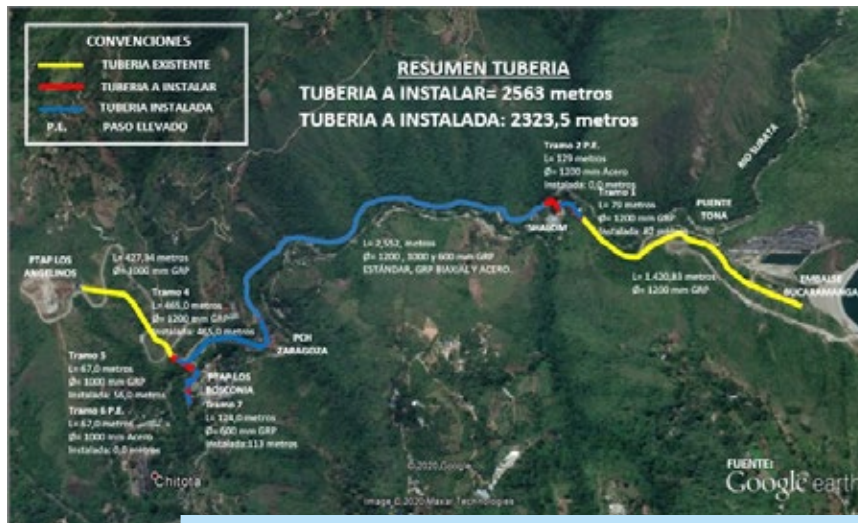 CONVENCIONES
TUBERIA EXISTENTE
TUBERIA A INSTALAR
TUBERIA INSTALADA
P.E. PASO ELEVADO
RESUMEN TUBERIA
TUBERIA A INSTALAR= 2563 metros
TUBERIA A INSTALADA: 2323,5 metros
RIO SURATA
Tramo 2 P.E.
L= 129 metros
Ø= 1200 mm Acero
Instalada: 0,0 metros
SHALOM
Tramo 1
L= 79 metros
Ø= 1200 mm GRP
Instalada: metros
PUENTE
TONA
L= 1.420,83 metros
Ø= 1200 mm GRP
EMBALSE
BUCARAMANGA
L= 2,552, metros
Ø= 1200 , 1000 y 600 mm GRP
ESTÁNDAR, GRP BIAXIAL Y ACERO.
PTAP LOS
ANGELINOS
L= 427,94 metros
Ø= 1000 mm GRP
Tramo 4
L= 465,0 metros
Ø= 1200 mm GRP
Instalada: 465,0 metros
PCH
ZARAGOZA
Tramo 5
L= 67,0 metros
Ø= 1000 mm GRP
Instalada: 56,0 metros
Tramo 6 P.E.
L= 67,0 metros
Ø= 1000 mm Acero
Instalada: 0,0 metros
PTAP LOS
BOSCONIA
Tramo 7
L= 124,0 metros
Ø= 600 mm GRP
Instalada: 113 metros
Chitota
© 2020 Google
Image © 2020 Maxar Technologies
FUENTE:
Google earth